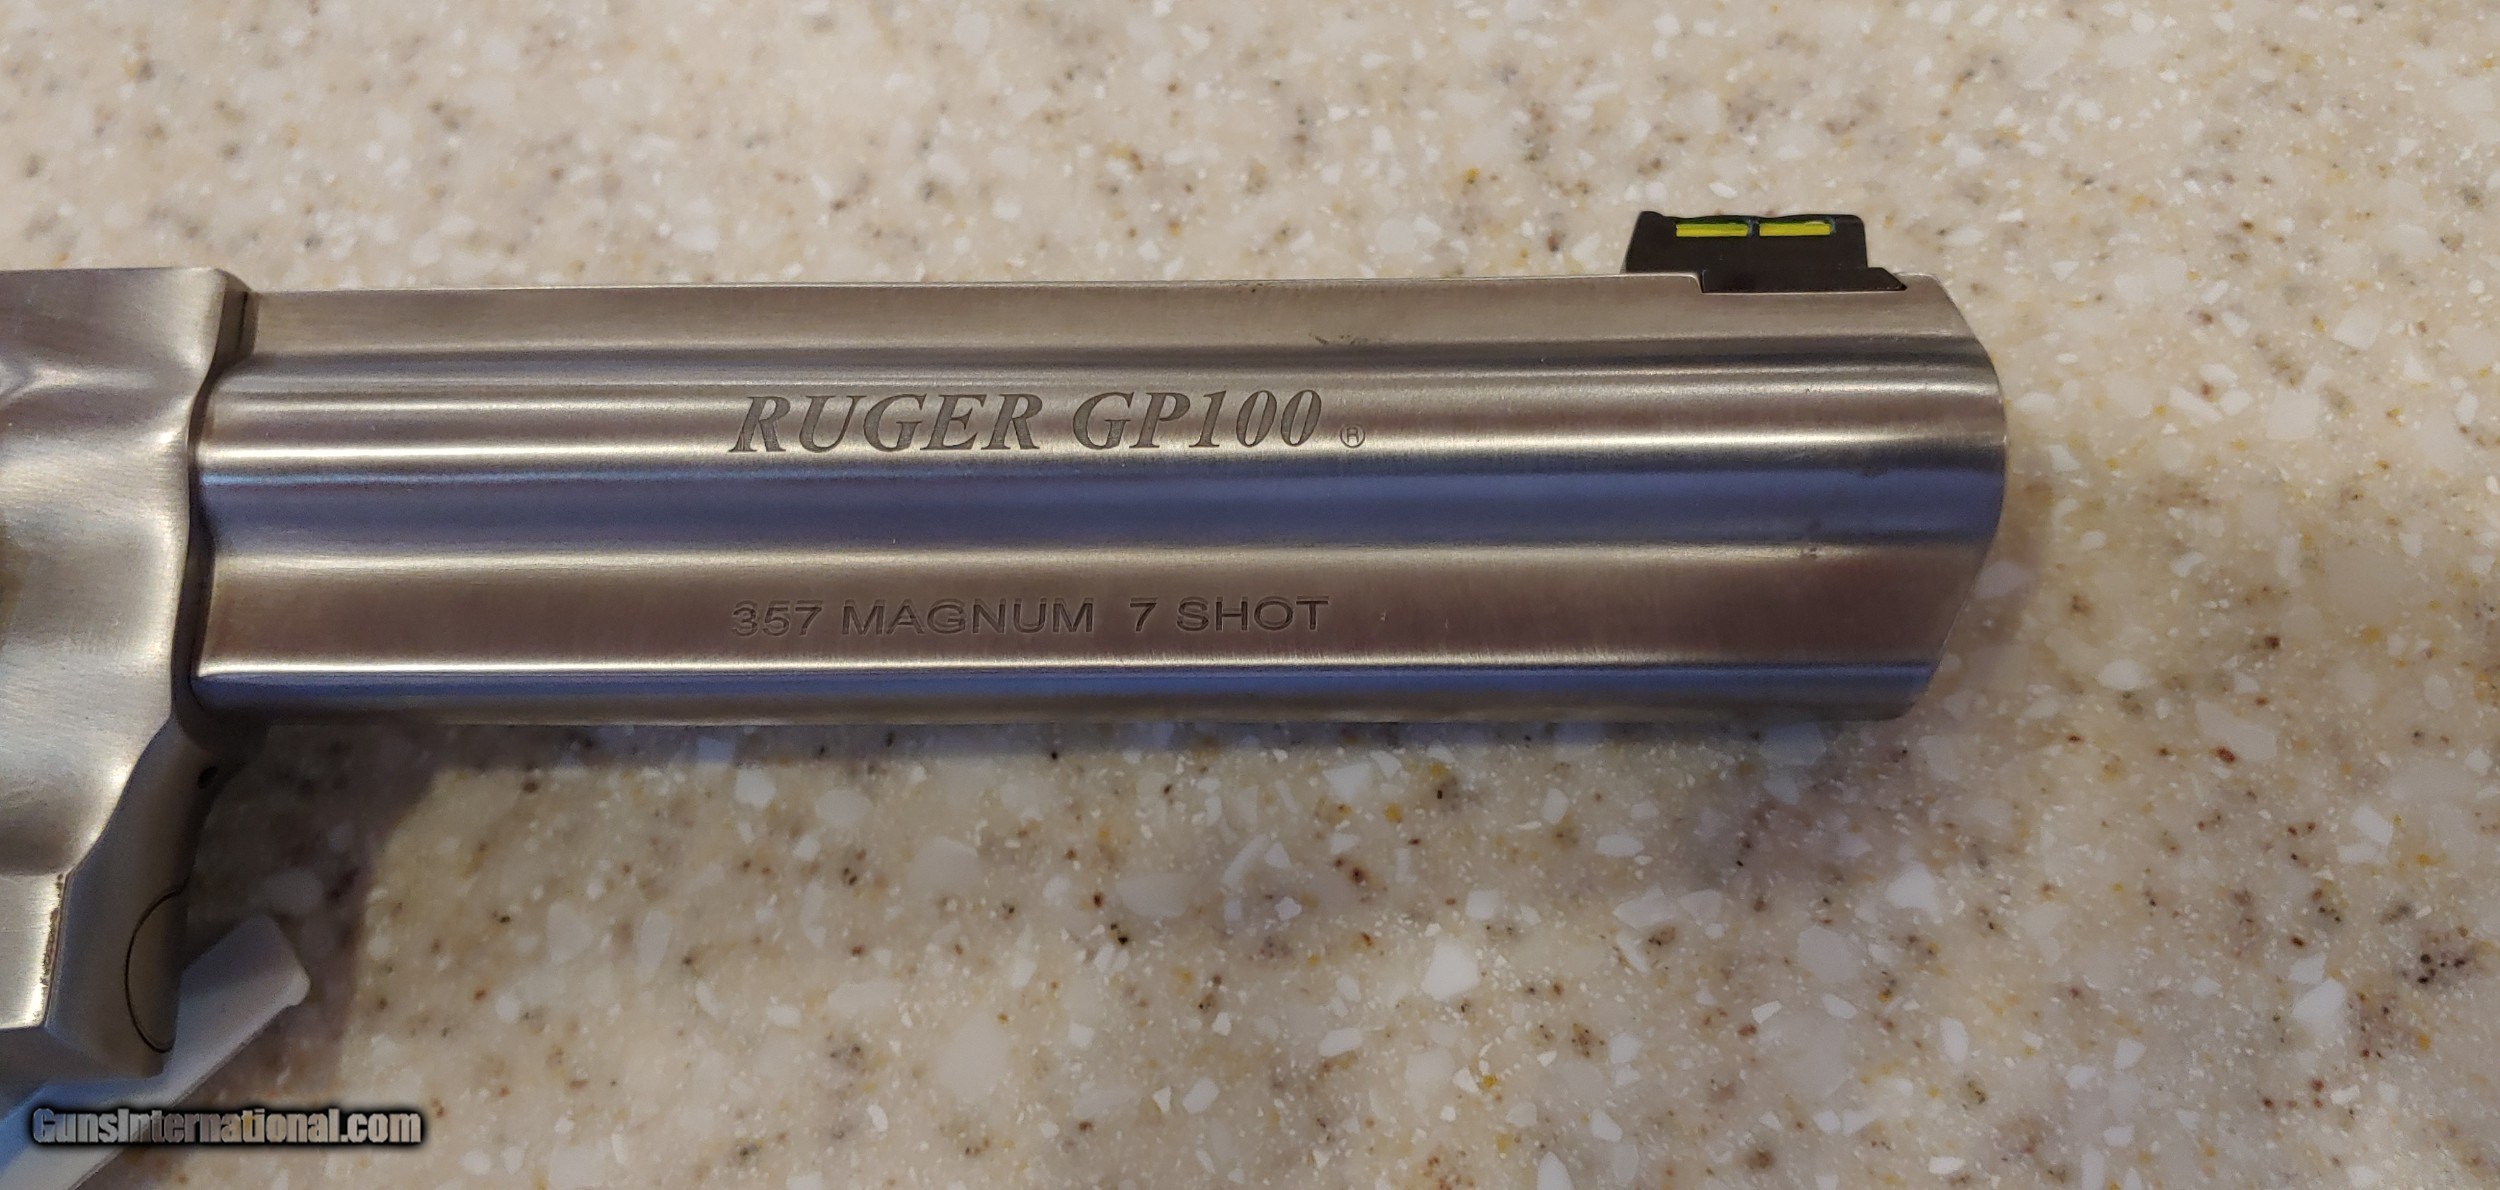 RUGER GP100 ®
357 MAGNUM 7 SHOT
GunsInternational.com